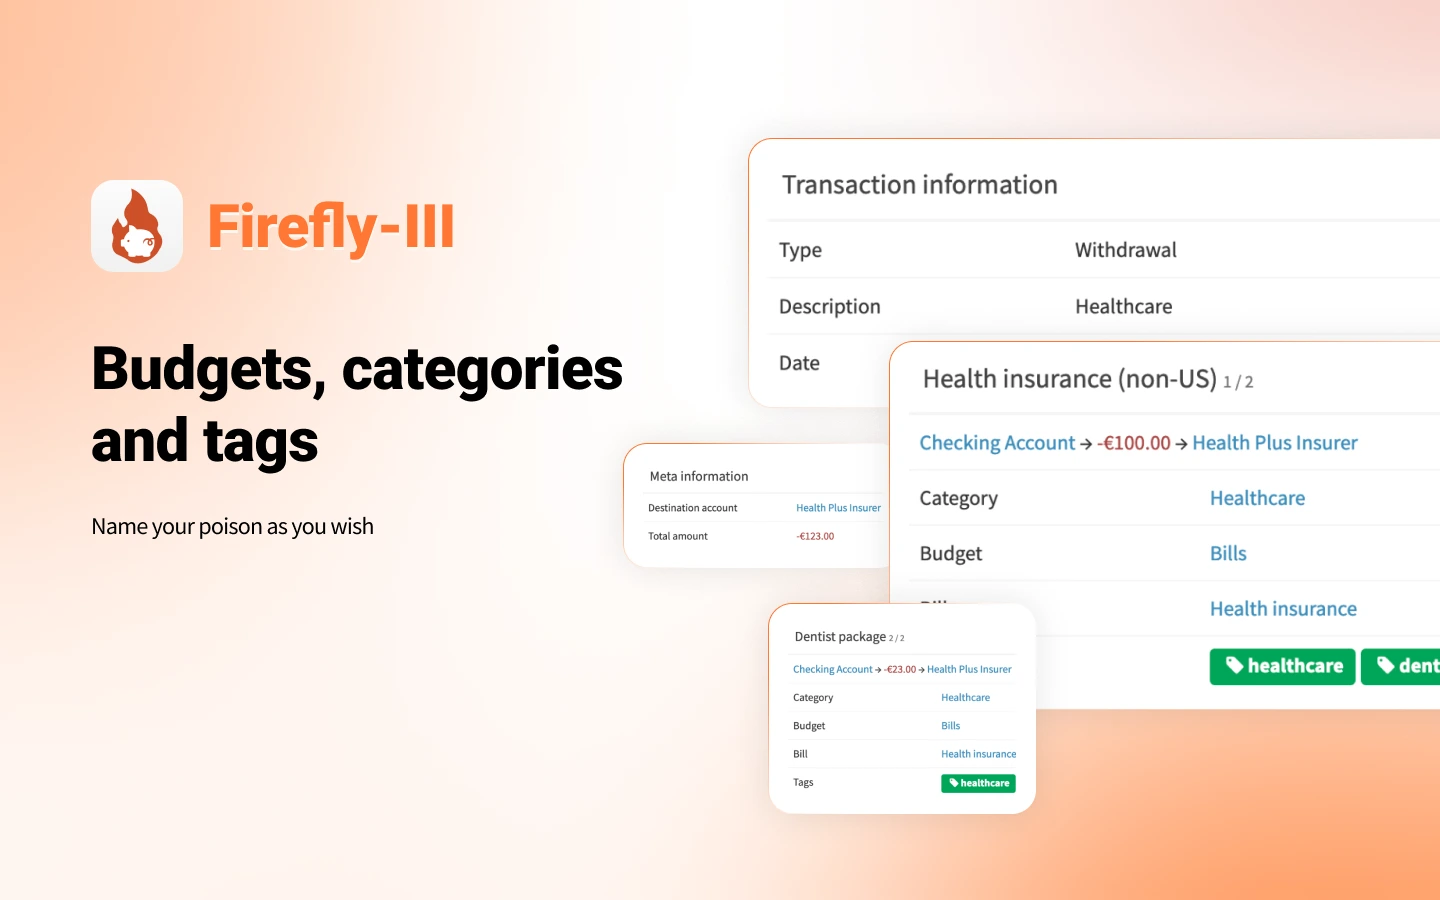 Firefly-III
Budgets, categories
and tags
Name your poison as you wish
Transaction information
Type Withdrawal
Description Healthcare
Date
Health insurance (non-US) 1 / 2
Checking Account → -€100.00 → Health Plus Insurer
Category Healthcare
Budget Bills
Health insurance
healthcare
Meta information
Destination account Health Plus Insurer
Total amount -€123.00
Dentist package 2 / 2
Checking Account → -€23.00 → Health Plus Insurer
Category Healthcare
Budget Bills
Bill Health insurance
Tags healthcare